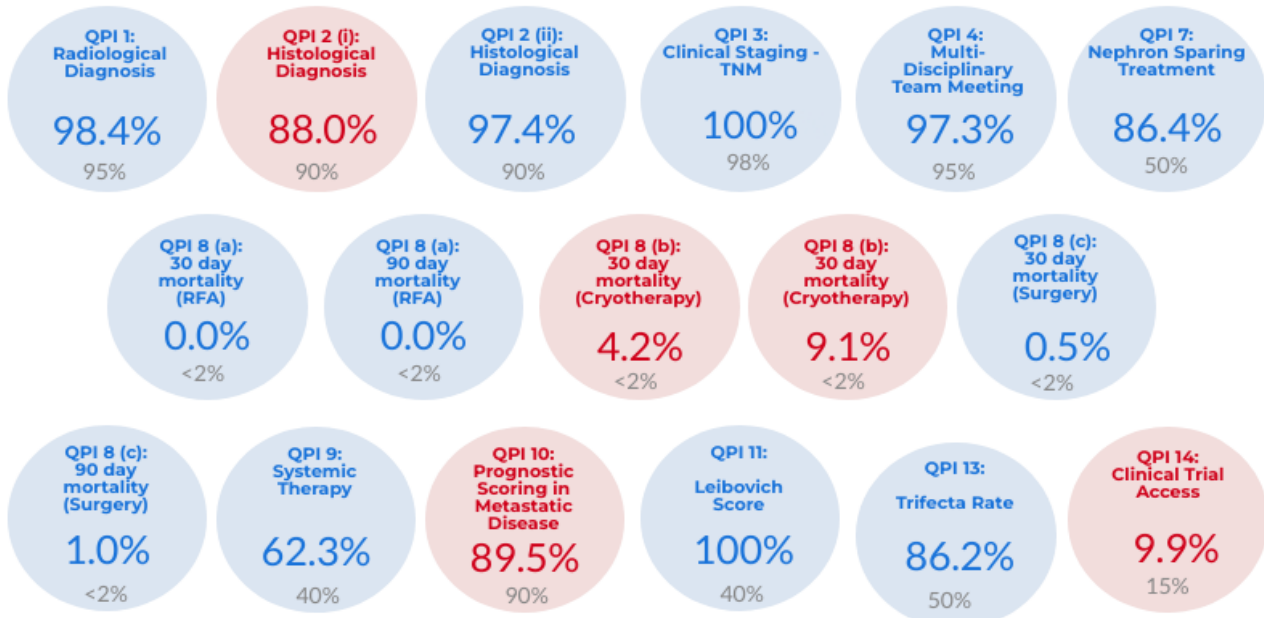 QPI 1:
Radiological
Diagnosis
98.4%
95%
QPI 2 (i):
Histological
Diagnosis
88.0%
90%
QPI 2 (ii):
Histological
Diagnosis
97.4%
90%
QPI 3:
Clinical Staging -
TNM
100%
98%
QPI 4:
Multi-
Disciplinary
Team Meeting
97.3%
95%
QPI 7:
Nephron Sparing
Treatment
86.4%
50%
QPI 8 (a):
30 day
mortality
(RFA)
0.0%
<2%
QPI 8 (a):
90 day
mortality
(RFA)
0.0%
<2%
QPI 8 (b):
30 day
mortality
(Cryotherapy)
4.2%
<2%
QPI 8 (b):
30 day
mortality
(Cryotherapy)
9.1%
<2%
QPI 8 (c):
30 day
mortality
(Surgery)
0.5%
<2%
QPI 8 (c):
90 day
mortality
(Surgery)
1.0%
<2%
QPI 9:
Systemic
Therapy
62.3%
40%
QPI 10:
Prognostic
Scoring in
Metastatic
Disease
89.5%
90%
QPI 11:
Leibovich
Score
100%
40%
QPI 13:
Trifecta Rate
86.2%
50%
QPI 14:
Clinical Trial
Access
9.9%
15%